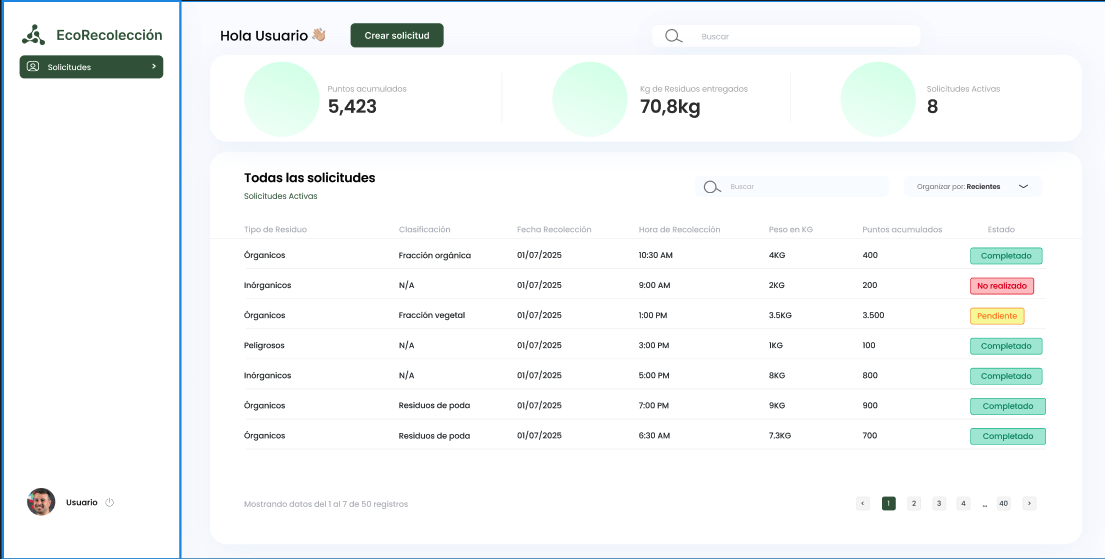 EcoRecolección
Solicitudes
Usuario
Hola Usuario 👋🏼
Crear solicitud
Buscar
Puntos acumulados
5,423
Kg de Residuos entregados
70,8kg
Solicitudes Activas
8
Todas las solicitudes
Solicitudes Activas
Buscar
Organizar por: Recientes
Tipo de Residuo Clasificación Fecha Recolección Hora de Recolección Peso en KG Puntos acumulados Estado
Órganicos Fracción orgánica 01/07/2025 10:30 AM 4KG 400 Completado
Inórganicos N/A 01/07/2025 9:00 AM 2KG 200 No realizado
Órganicos Fracción vegetal 01/07/2025 1:00 PM 3.5KG 3.500 Pendiente
Peligrosos N/A 01/07/2025 3:00 PM 1KG 100 Completado
Inórganicos N/A 01/07/2025 5:00 PM 8KG 800 Completado
Órganicos Residuos de poda 01/07/2025 7:00 PM 9KG 900 Completado
Órganicos Residuos de poda 01/07/2025 6:30 AM 7.3KG 700 Completado
Mostrando datos del 1 al 7 de 50 registros
< 1 2 3 4 ... 40 >